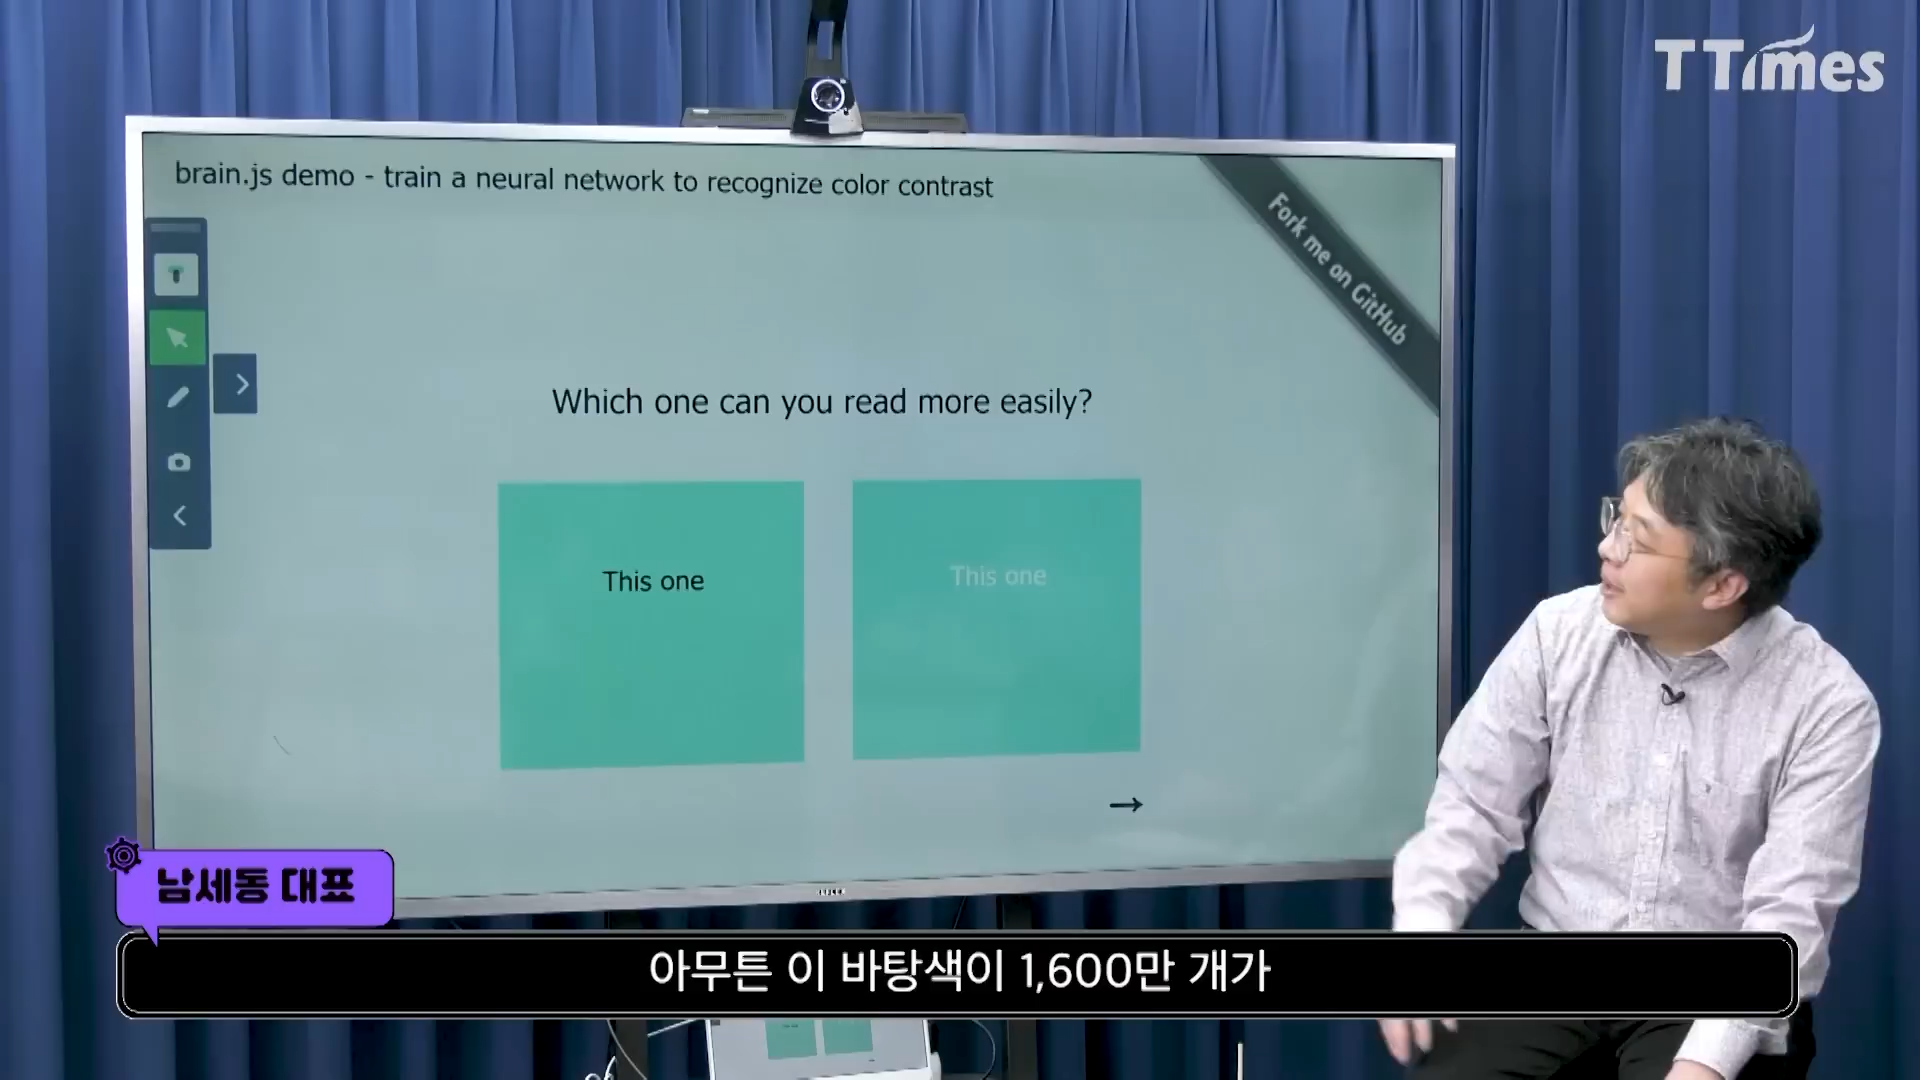 TTimes
brain.js demo - train a neural network to recognize color contrast
Fork me on GitHub
Which one can you read more easily?
This one
This one
→
남세동 대표
아무튼 이 바탕색이 1,600만 개가